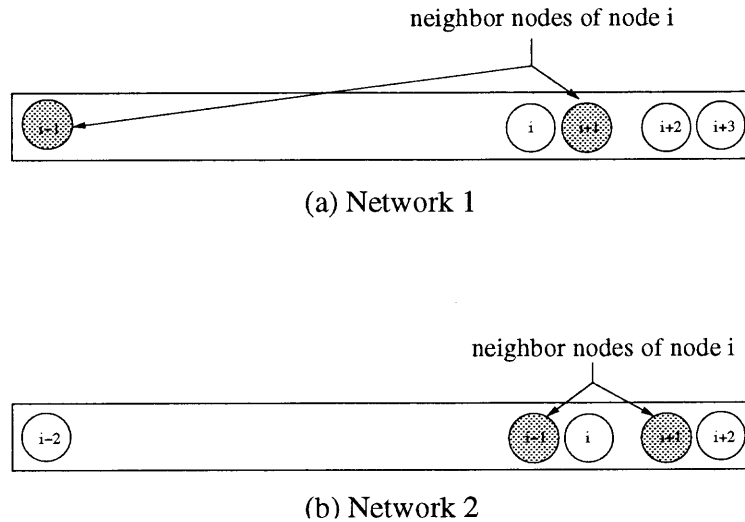 neighbor nodes of node i
i−1 i i+1 i+2 i+3
(a) Network 1
neighbor nodes of node i
i−2 i−1 i i+1 i+2
(b) Network 2